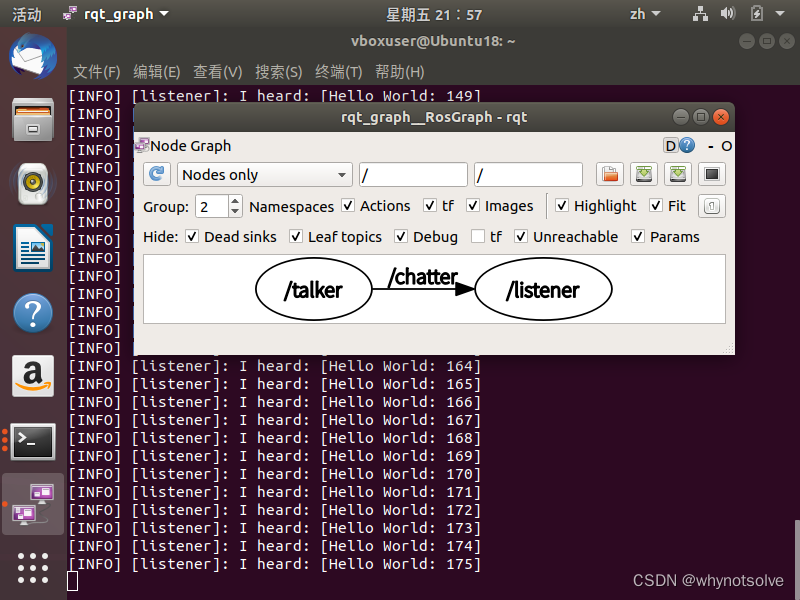 活动 rqt_graph 星期五 21：57 zh
vboxuser@Ubuntu18: ~
文件(F) 编辑(E) 查看(V) 搜索(S) 终端(T) 帮助(H)
[INFO] [listener]: I heard: [Hello World: 149]
[INFO]
rqt_graph__RosGraph - rqt
[INFO]
[INFO]
Node Graph D ? - O
[INFO]
[INFO]
Nodes only / /
[INFO]
[INFO]
Group: 2 Namespaces Actions tf Images Highlight Fit
[INFO]
[INFO]
Hide: Dead sinks Leaf topics Debug tf Unreachable Params
[INFO]
[INFO]
[INFO]
/chatter
/talker /listener
[INFO]
[INFO]
[INFO]
[INFO]
[INFO] [listener]: I heard: [Hello World: 164]
[INFO] [listener]: I heard: [Hello World: 165]
[INFO] [listener]: I heard: [Hello World: 166]
[INFO] [listener]: I heard: [Hello World: 167]
[INFO] [listener]: I heard: [Hello World: 168]
[INFO] [listener]: I heard: [Hello World: 169]
[INFO] [listener]: I heard: [Hello World: 170]
[INFO] [listener]: I heard: [Hello World: 171]
[INFO] [listener]: I heard: [Hello World: 172]
[INFO] [listener]: I heard: [Hello World: 173]
[INFO] [listener]: I heard: [Hello World: 174]
[INFO] [listener]: I heard: [Hello World: 175]
CSDN @whynotsolve